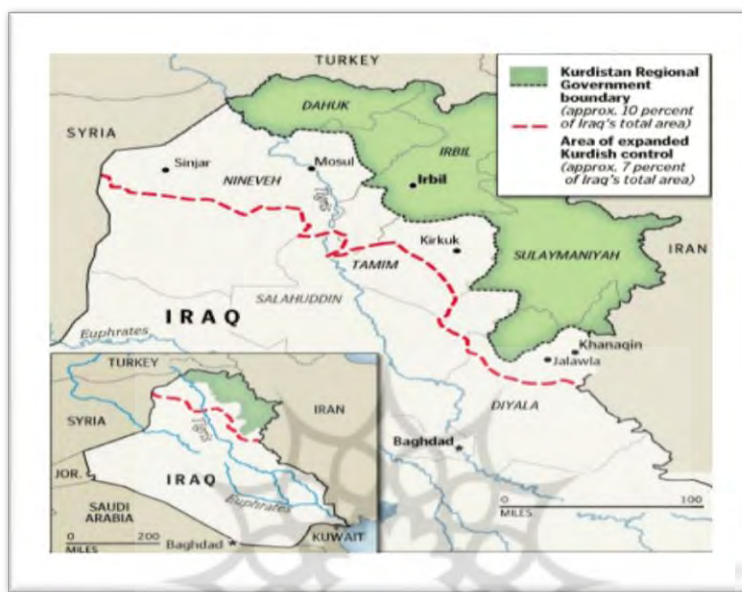 TURKEY
Kurdistan Regional
Government
boundary
(approx. 10 percent
of Iraq's total area)
Area of expanded
Kurdish control
(approx. 7 percent
of Iraq's total area)
DAHUK
SYRIA
IRBIL
Sinjar
Mosul
NINEVEH
Irbil
Tigris
Kirkuk
IRAN
TAMIM
SULAYMANIYAH
SALAHUDDIN
IRAQ
Khanaqin
Jalawla
Euphrates
DIYALA
Baghdad
0 100
MILES
TURKEY
SYRIA
IRAN
Tigris
JOR.
IRAQ
Euphrates
SAUDI
ARABIA
KUWAIT
0 200
MILES
Baghdad